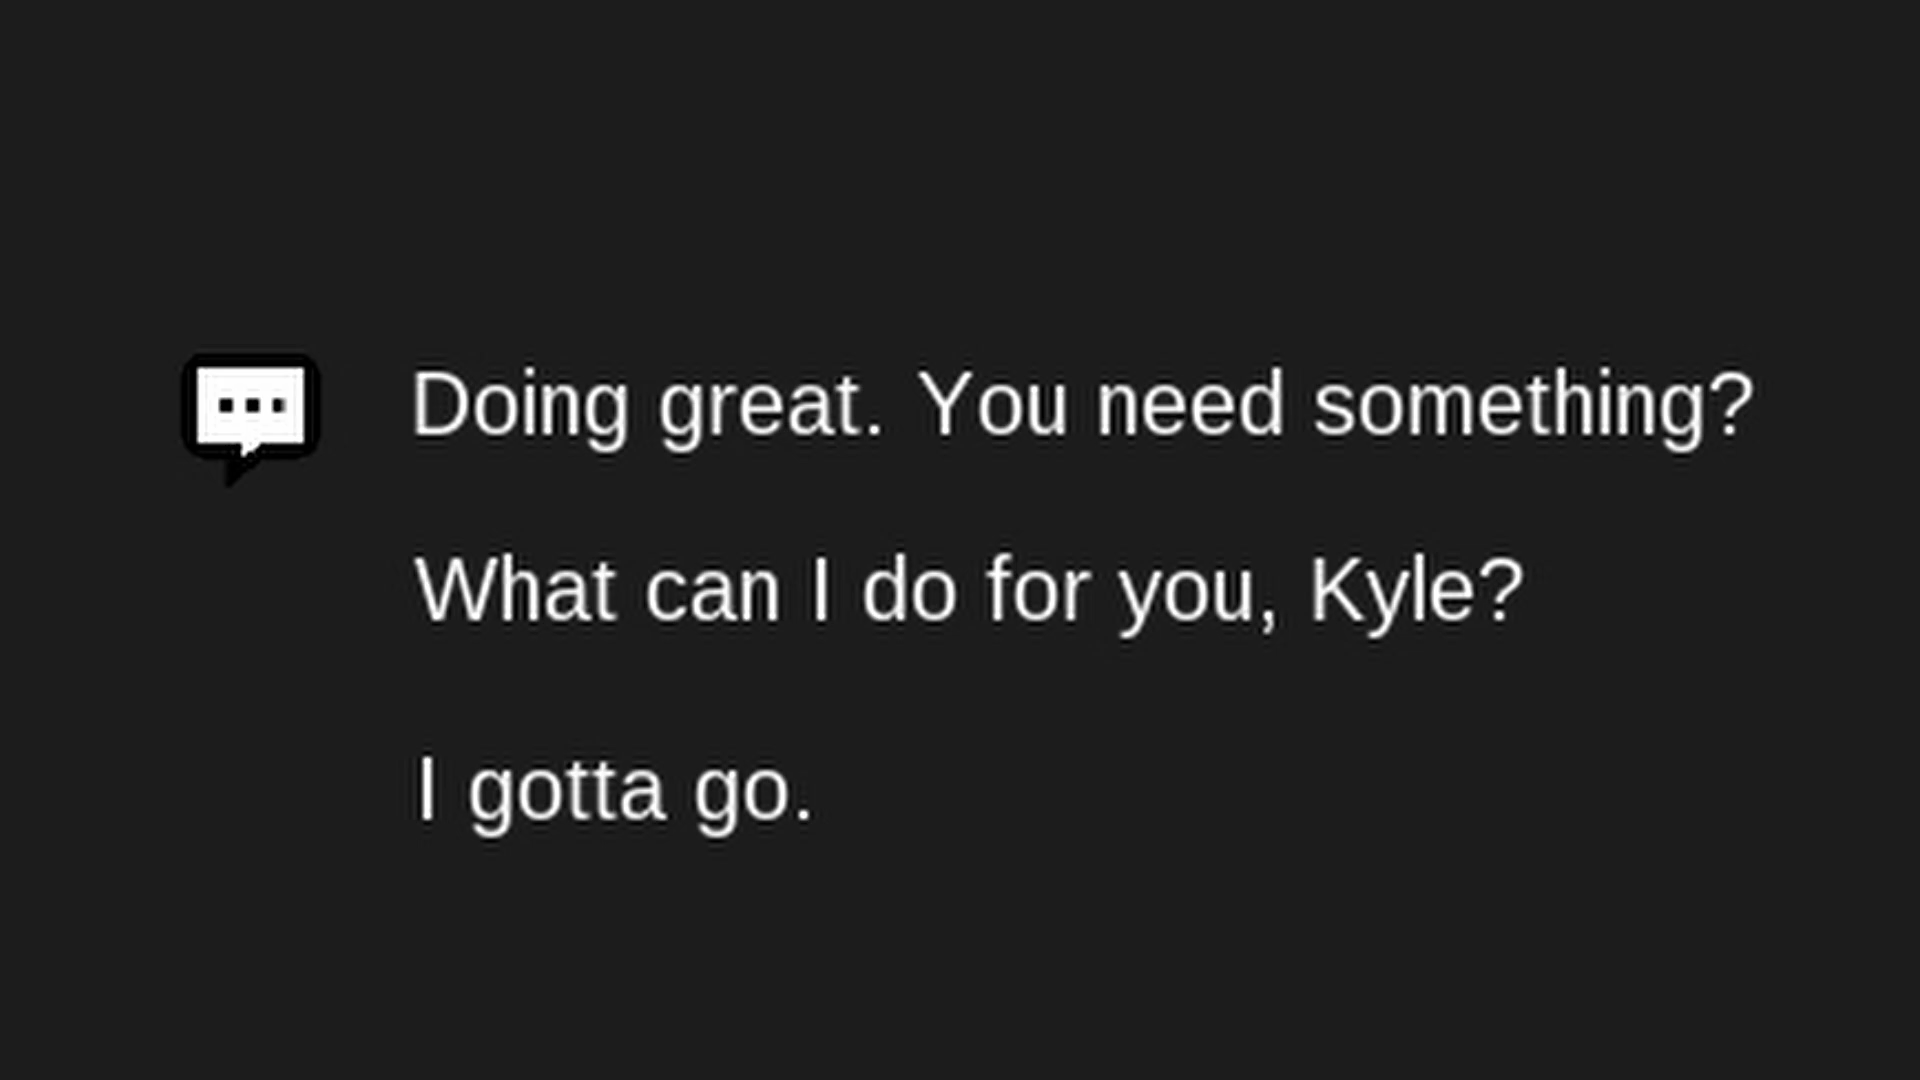 Doing great. You need something?
What can I do for you, Kyle?
I gotta go.